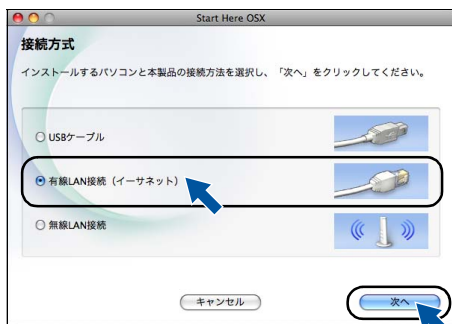 Start Here OSX
接続方式
インストールするパソコンと本製品の接続方法を選択し、「次へ」をクリックしてください。
USBケーブル
有線LAN接続（イーサネット）
無線LAN接続
キャンセル
次へ